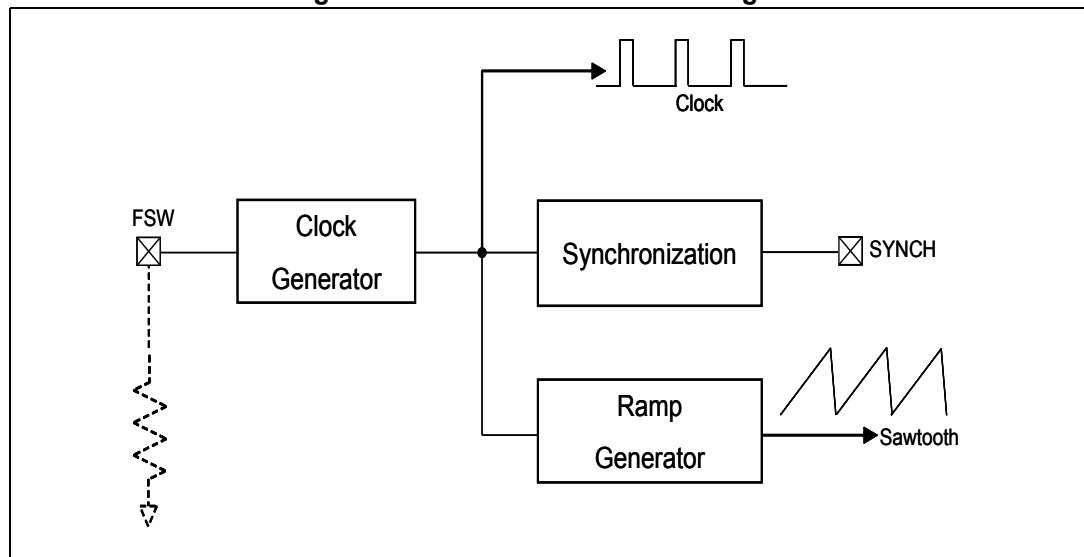 Clock
FSW
Clock
Generator
Synchronization
SYNCH
Ramp
Generator
Sawtooth